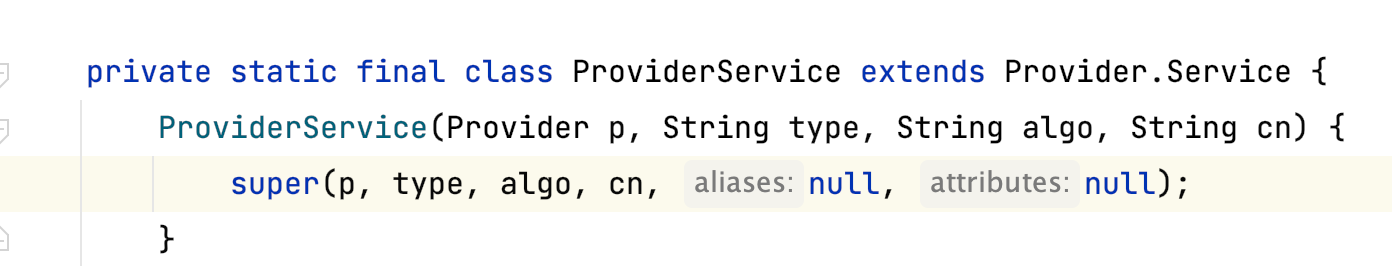 private static final class ProviderService extends Provider.Service {
ProviderService(Provider p, String type, String algo, String cn) {
super(p, type, algo, cn, aliases: null, attributes: null);
}